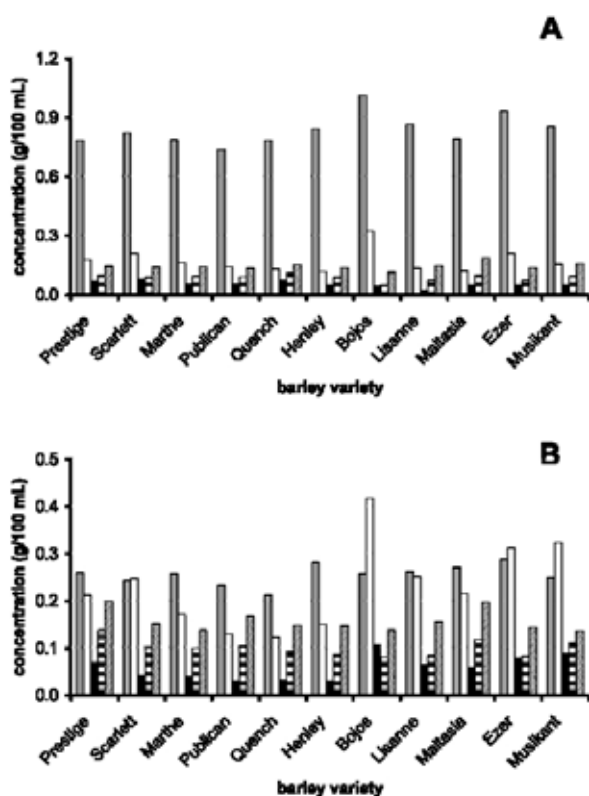 A
concentration (g/100 mL)
1.2
0.9
0.6
0.3
0.0
Prestige
Scarlett
Marthe
Publican
Quench
Henley
Bojos
Lisanne
Maltasia
Ezer
Musikant
barley variety
B
concentration (g/100 mL)
0.5
0.4
0.3
0.2
0.1
0.0
Prestige
Scarlett
Marthe
Publican
Quench
Henley
Bojos
Lisanne
Maltasia
Ezer
Musikant
barley variety